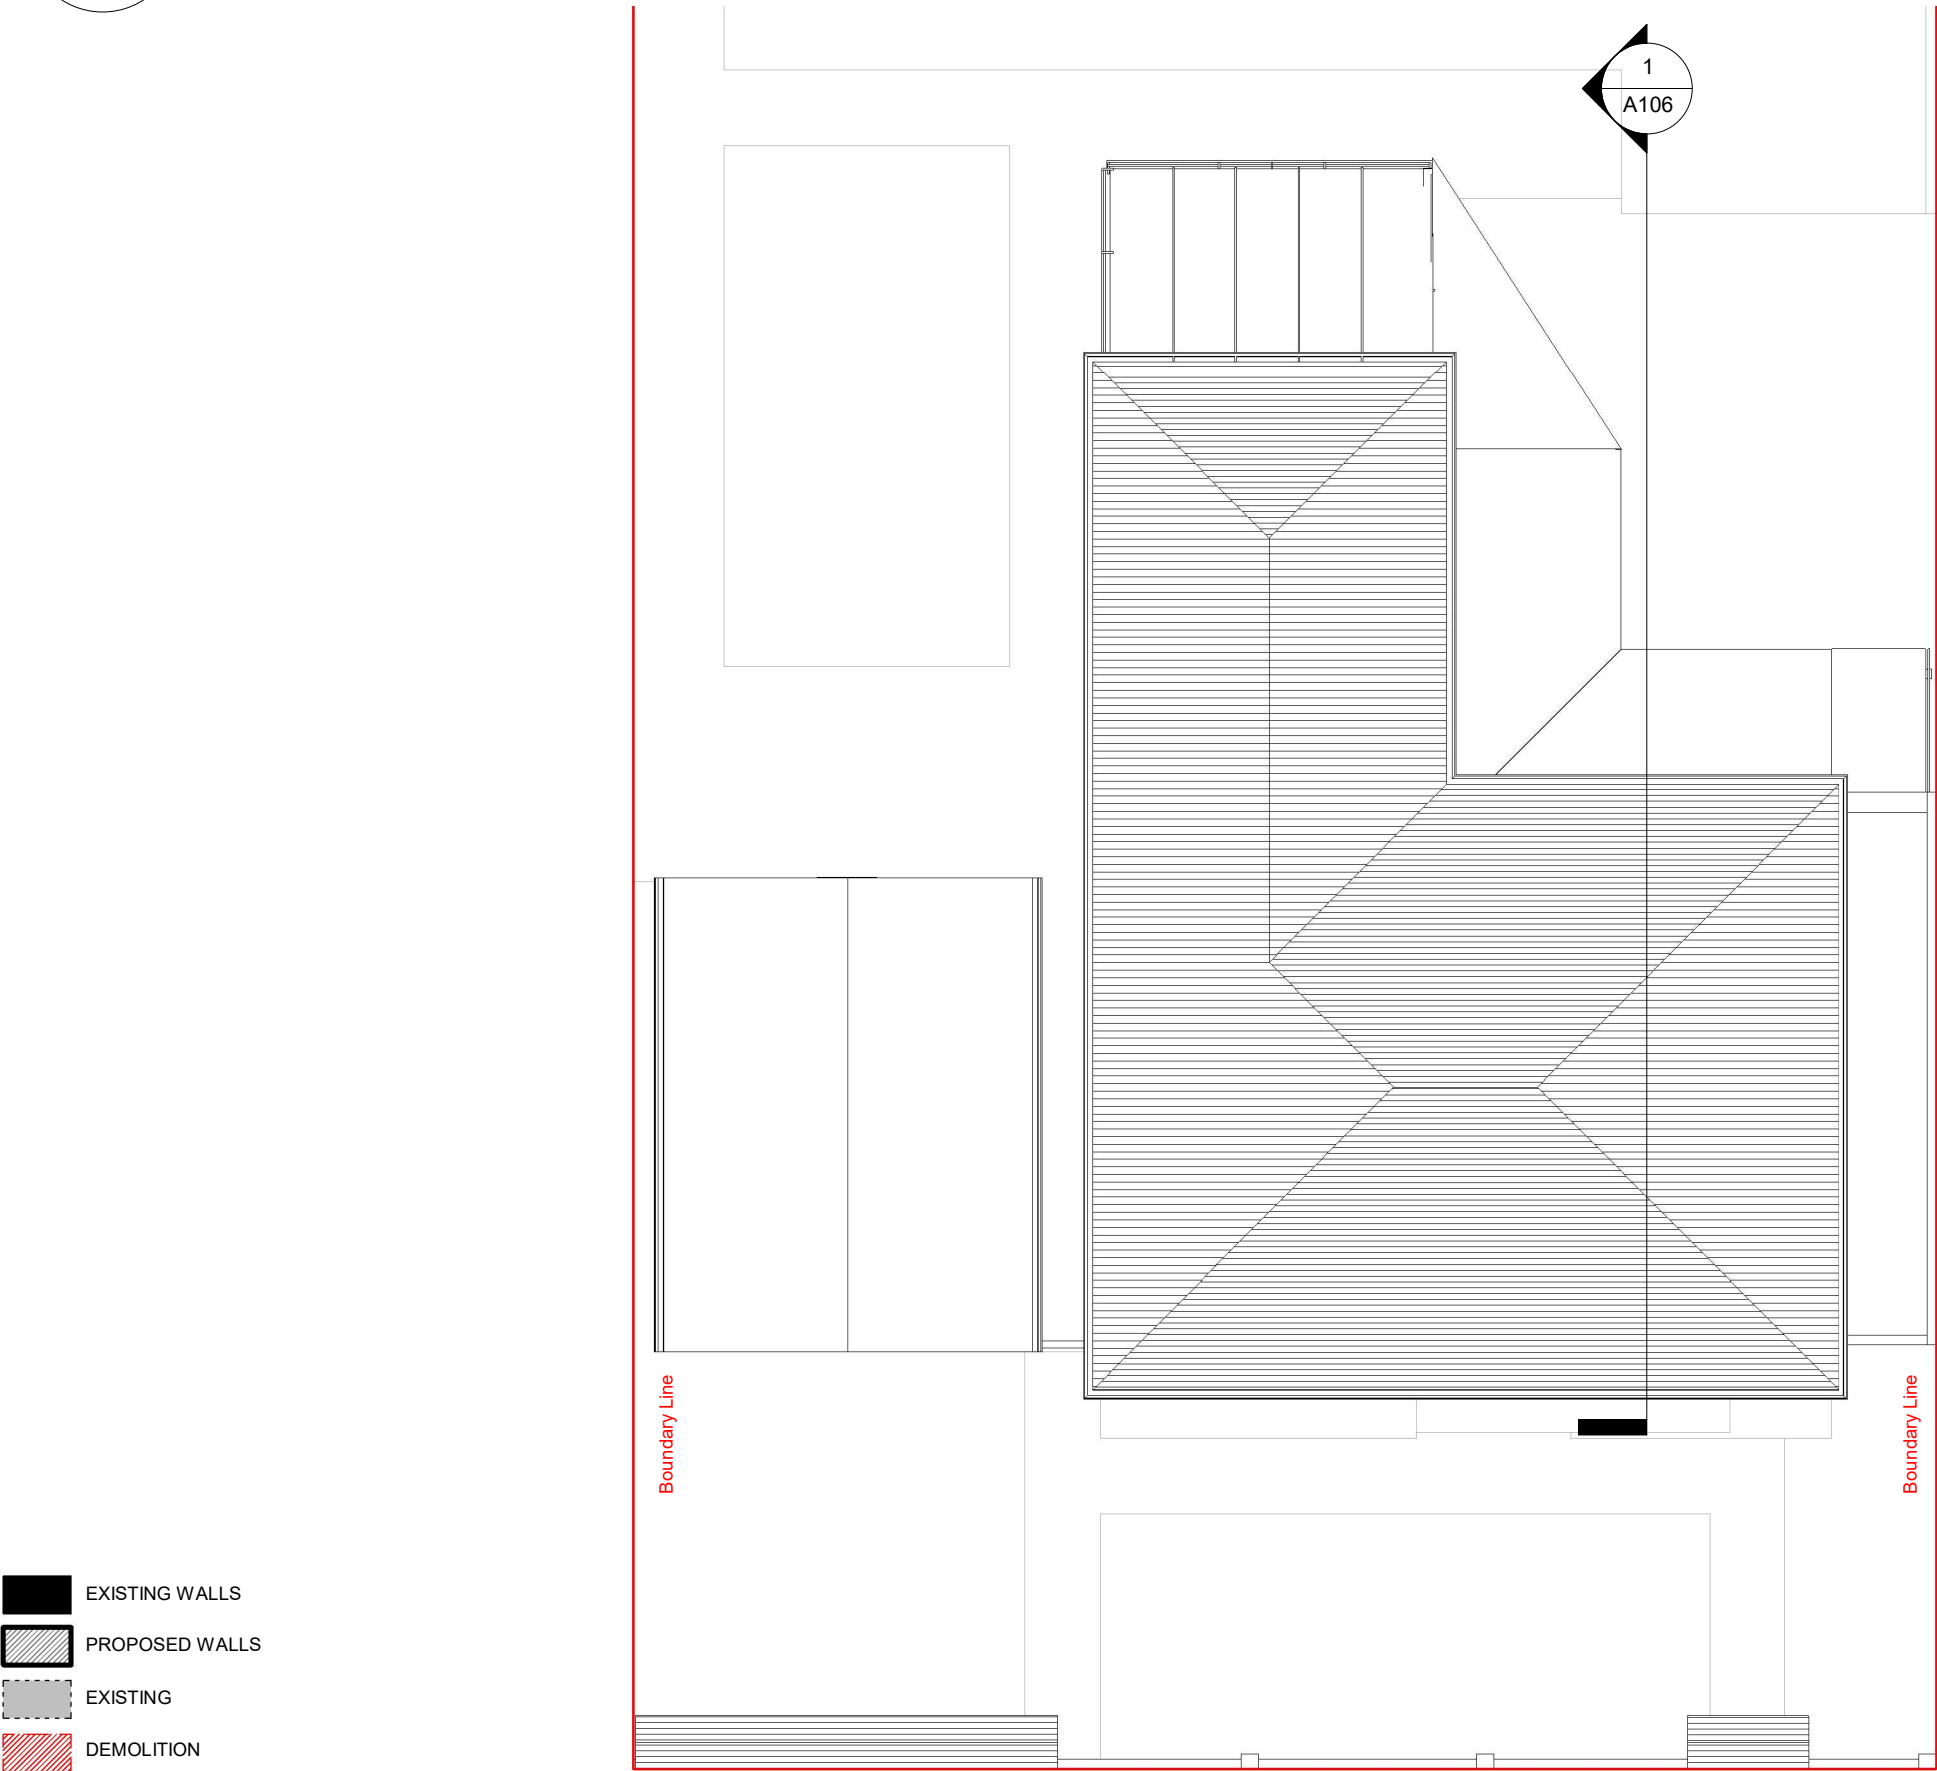 1
A106
Boundary Line
Boundary Line
EXISTING WALLS
PROPOSED WALLS
EXISTING
DEMOLITION